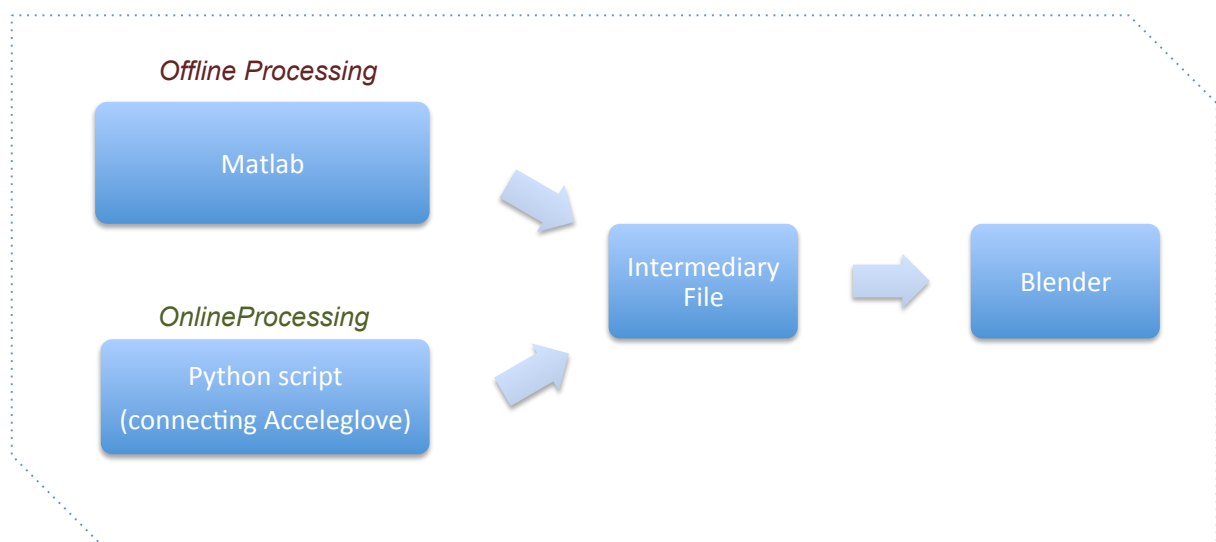 Offline Processing
Matlab
Intermediary
File
Blender
OnlineProcessing
Python script
(connecting Acceleglove)